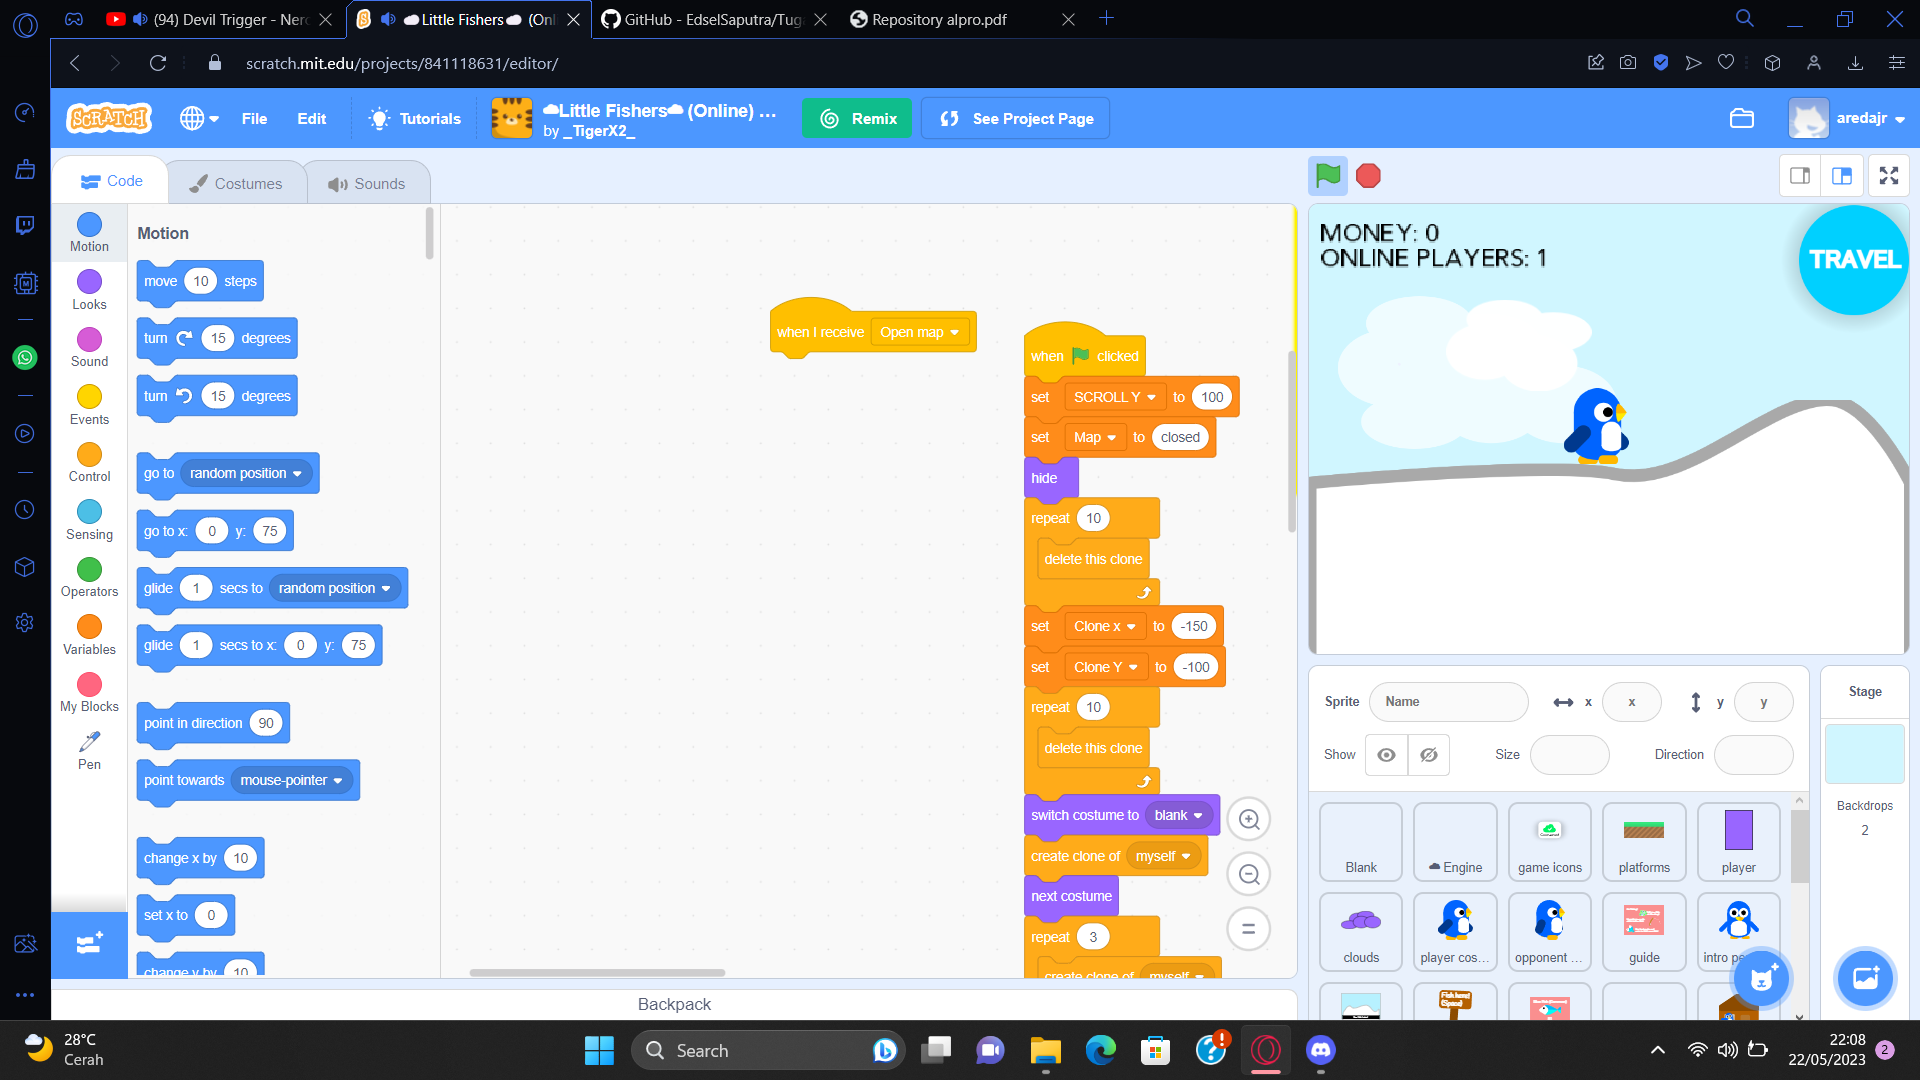 (94) Devil Trigger - Nero
Little Fishers (Onl
GitHub - EdselSaputra/Tuga
Repository alpro.pdf
scratch.mit.edu/projects/841118631/editor/
SCRATCH
File
Edit
Tutorials
Little Fishers (Online) ...
by _TigerX2_
Remix
See Project Page
aredajr
Code
Costumes
Sounds
Motion
Looks
Sound
Events
Control
Sensing
Operators
Variables
My Blocks
Pen
Motion
move 10 steps
turn 15 degrees
turn 15 degrees
go to random position
go to x: 0 y: 75
glide 1 secs to random position
glide 1 secs to x: 0 y: 75
point in direction 90
point towards mouse-pointer
change x by 10
set x to 0
change y by 10
when I receive Open map
when clicked
set SCROLL Y to 100
set Map to closed
hide
repeat 10
delete this clone
set Clone x to -150
set Clone Y to -100
repeat 10
delete this clone
switch costume to blank
create clone of myself
next costume
repeat 3
create clone of myself
Backpack
MONEY: 0
ONLINE PLAYERS: 1
TRAVEL
Sprite Name x x y y
Show Size Direction
Blank
Engine
game icons
platforms
player
clouds
player cos...
opponent ...
guide
intro pe
Fish here!
(Space)
Stage
Backdrops
2
28°C
Cerah
Search
22:08
22/05/2023
2